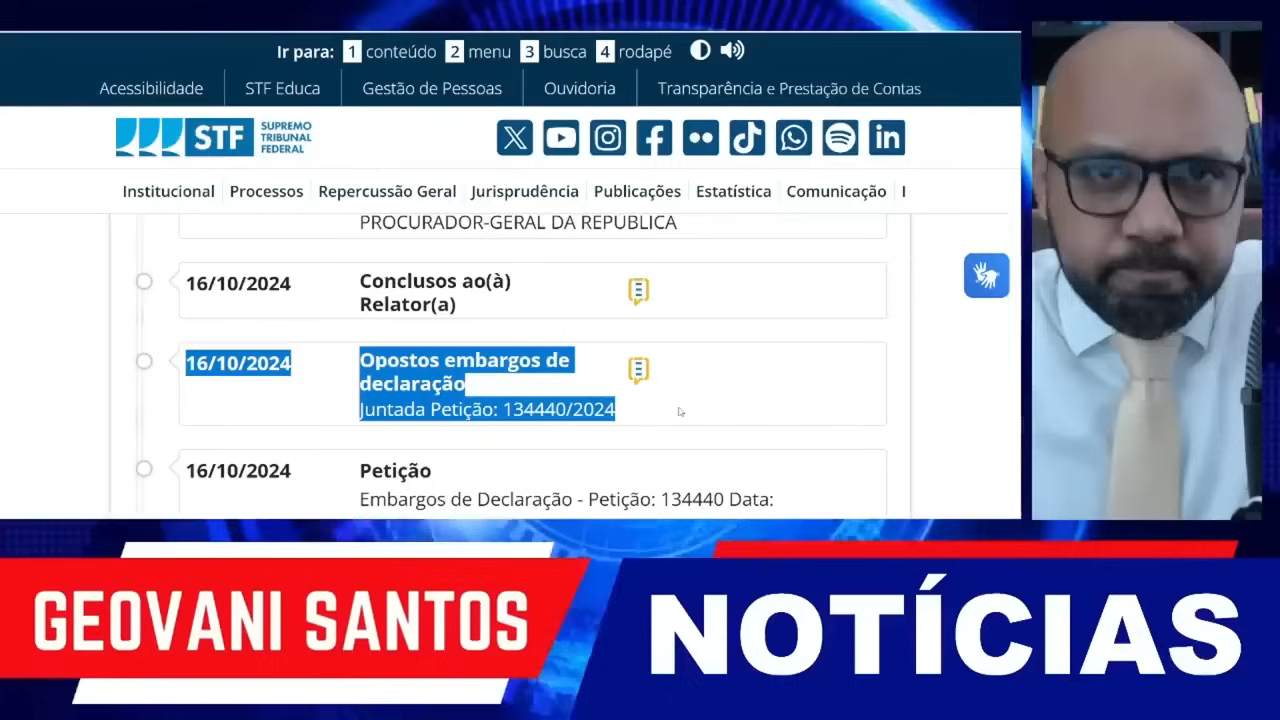 Ir para: 1 conteúdo 2 menu 3 busca 4 rodapé
Acessibilidade STF Educa Gestão de Pessoas Ouvidoria Transparência e Prestação de Contas
STF SUPREMO
TRIBUNAL
FEDERAL
Institucional Processos Repercussão Geral Jurisprudência Publicações Estatística Comunicação I
PROCURADOR-GERAL DA REPUBLICA
16/10/2024 Conclusos ao(à)
Relator(a)
16/10/2024 Opostos embargos de
declaração
Juntada Petição: 134440/2024
16/10/2024 Petição
Embargos de Declaração - Petição: 134440 Data:
GEOVANI SANTOS
NOTÍCIAS